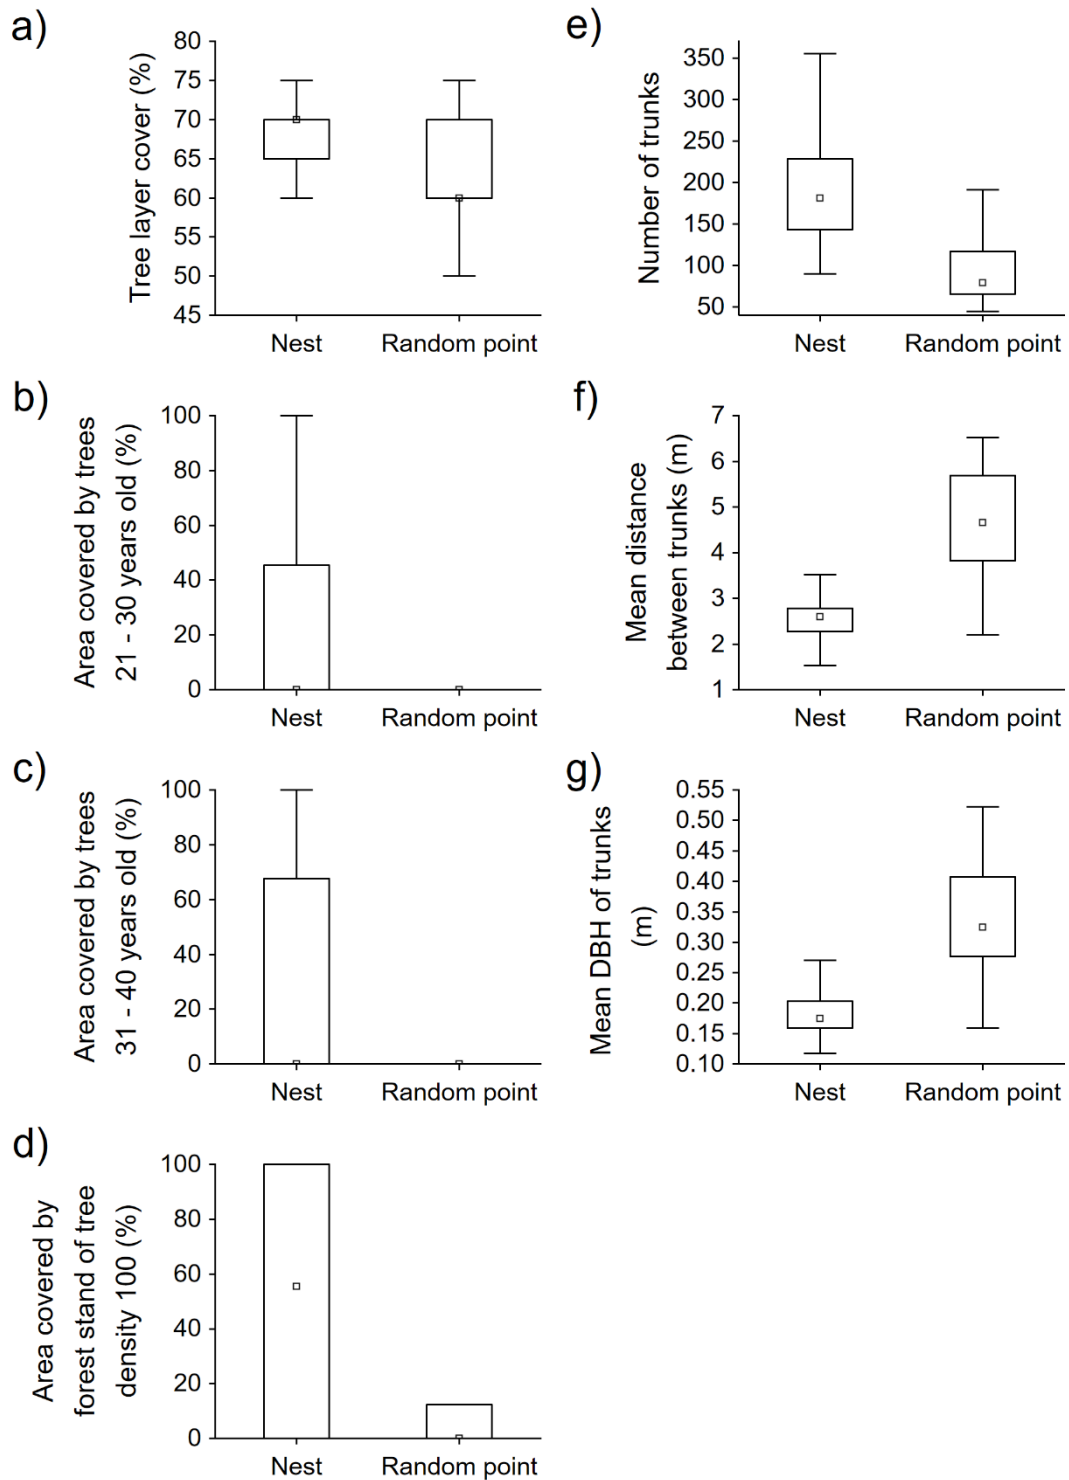 a)
Tree layer cover (%)
80
75
70
65
60
55
50
45
Nest Random point
b)
Area covered by trees
21 - 30 years old (%)
100
80
60
40
20
0
Nest Random point
c)
Area covered by trees
31 - 40 years old (%)
100
80
60
40
20
0
Nest Random point
d)
Area covered by
forest stand of tree
density 100 (%)
100
80
60
40
20
0
Nest Random point
e)
Number of trunks
350
300
250
200
150
100
50
Nest Random point
f)
Mean distance
between trunks (m)
7
6
5
4
3
2
1
Nest Random point
g)
Mean DBH of trunks
(m)
0.55
0.50
0.45
0.40
0.35
0.30
0.25
0.20
0.15
0.10
Nest Random point